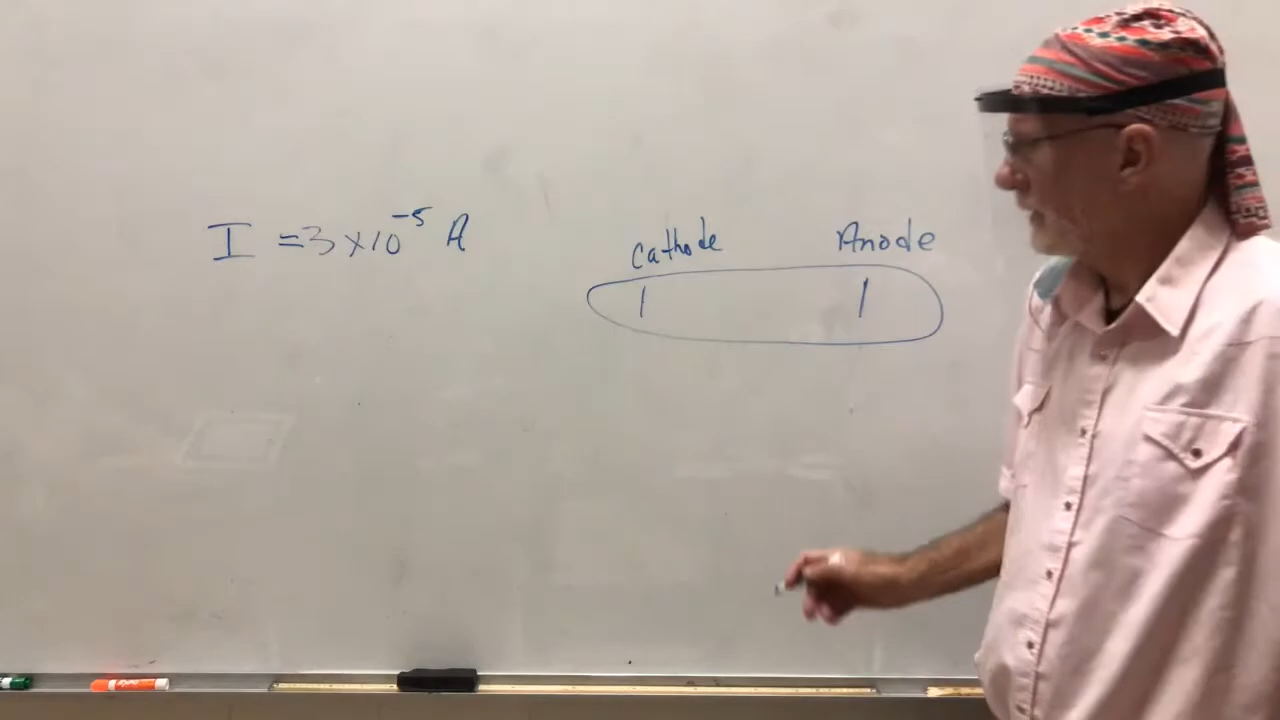 I = 3 × 10⁻⁵ A
Cathode
Anode